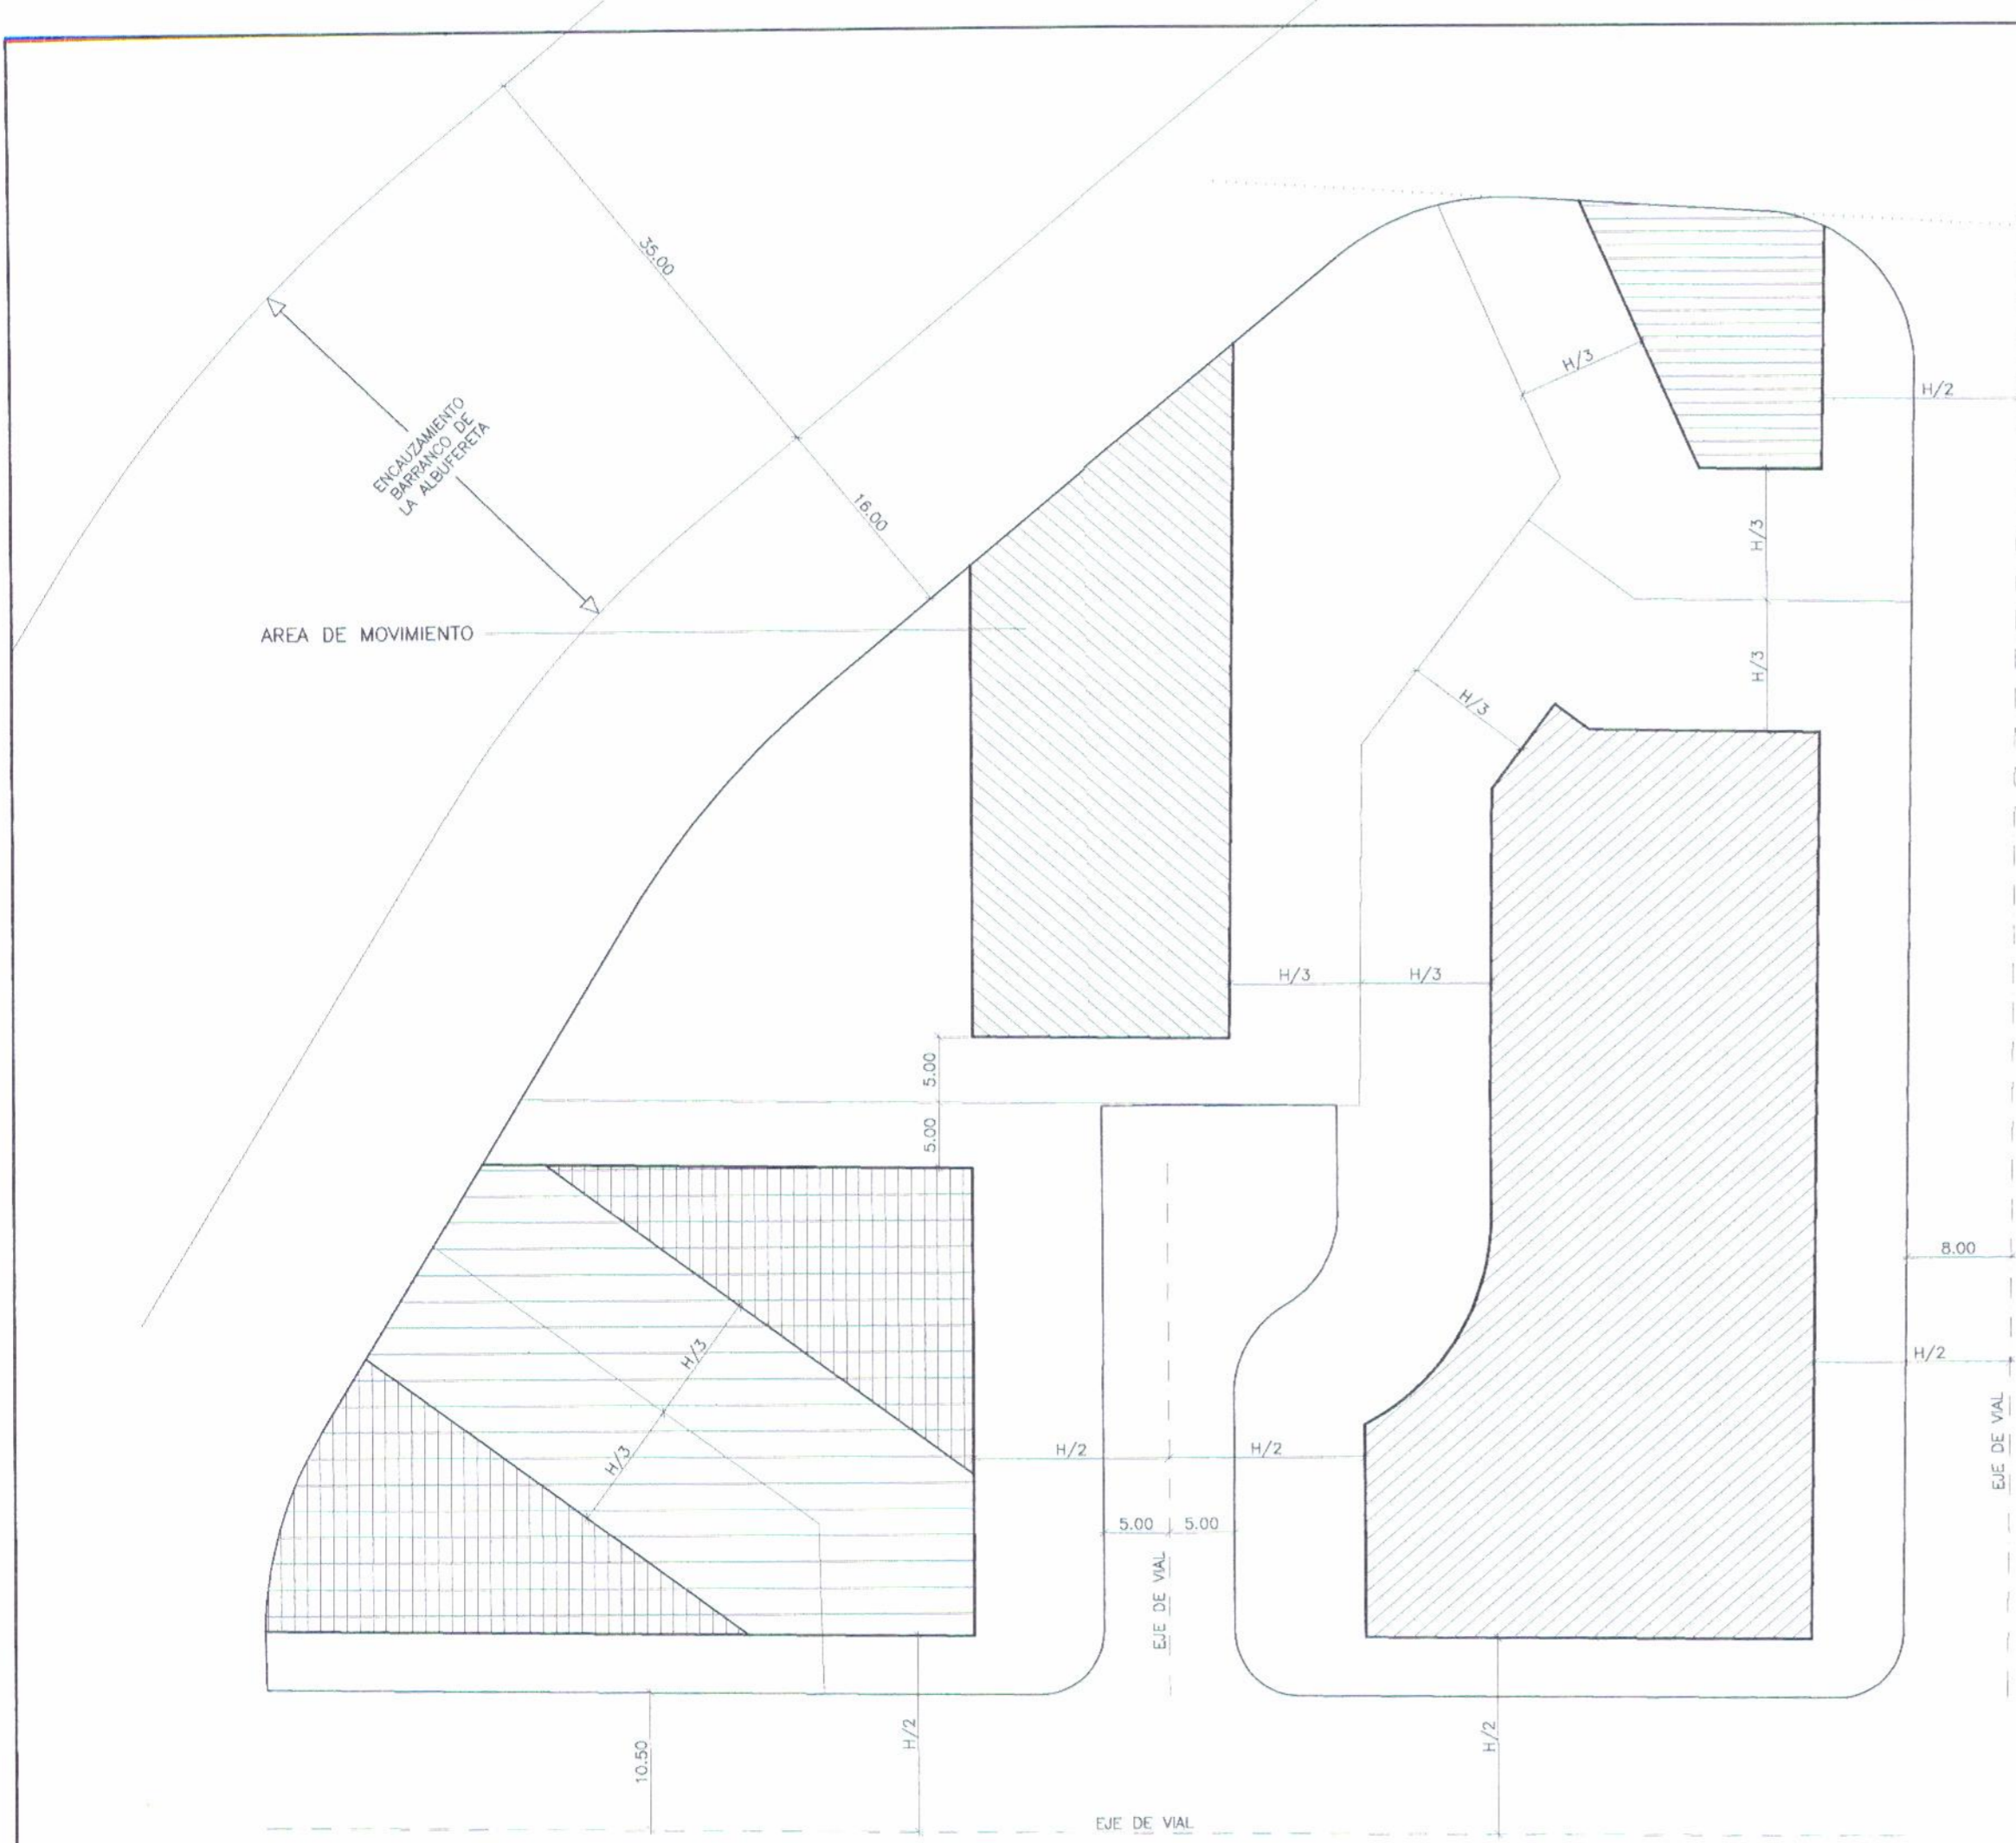 35.00
H/3
H/2
ENCAUZAMIENTO
BARRANCO DE
LA ALBUFERETA
16.00
H/3
AREA DE MOVIMIENTO
H/3
H/3
H/3
H/3
5.00
5.00
8.00
H/3
H/2
H/3
H/2
H/2
EJE DE VIAL
5.00
5.00
EJE DE VIAL
H/2
H/2
10.50
EJE DE VIAL